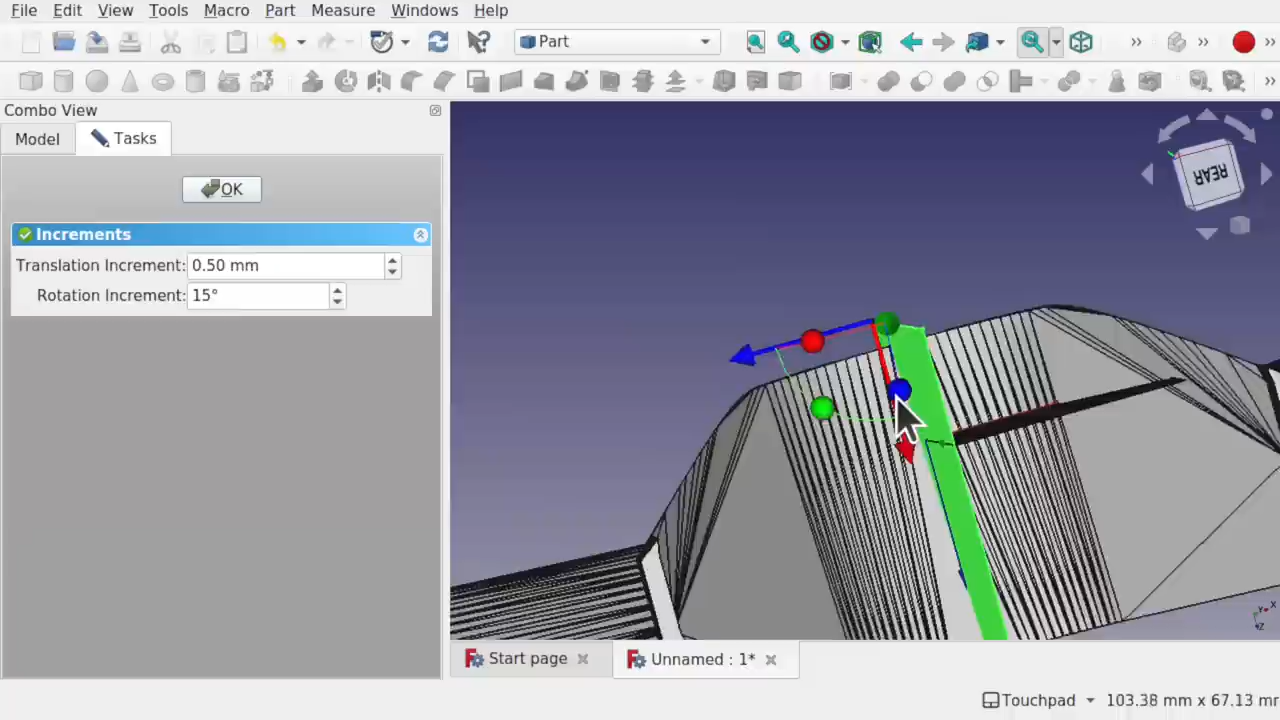 File Edit View Tools Macro Part Measure Windows Help
Part
Combo View
Model Tasks
OK
Increments
Translation Increment: 0.50 mm
Rotation Increment: 15°
REAR
Y X
Z
Start page Unnamed : 1*
Touchpad 103.38 mm x 67.13 mr